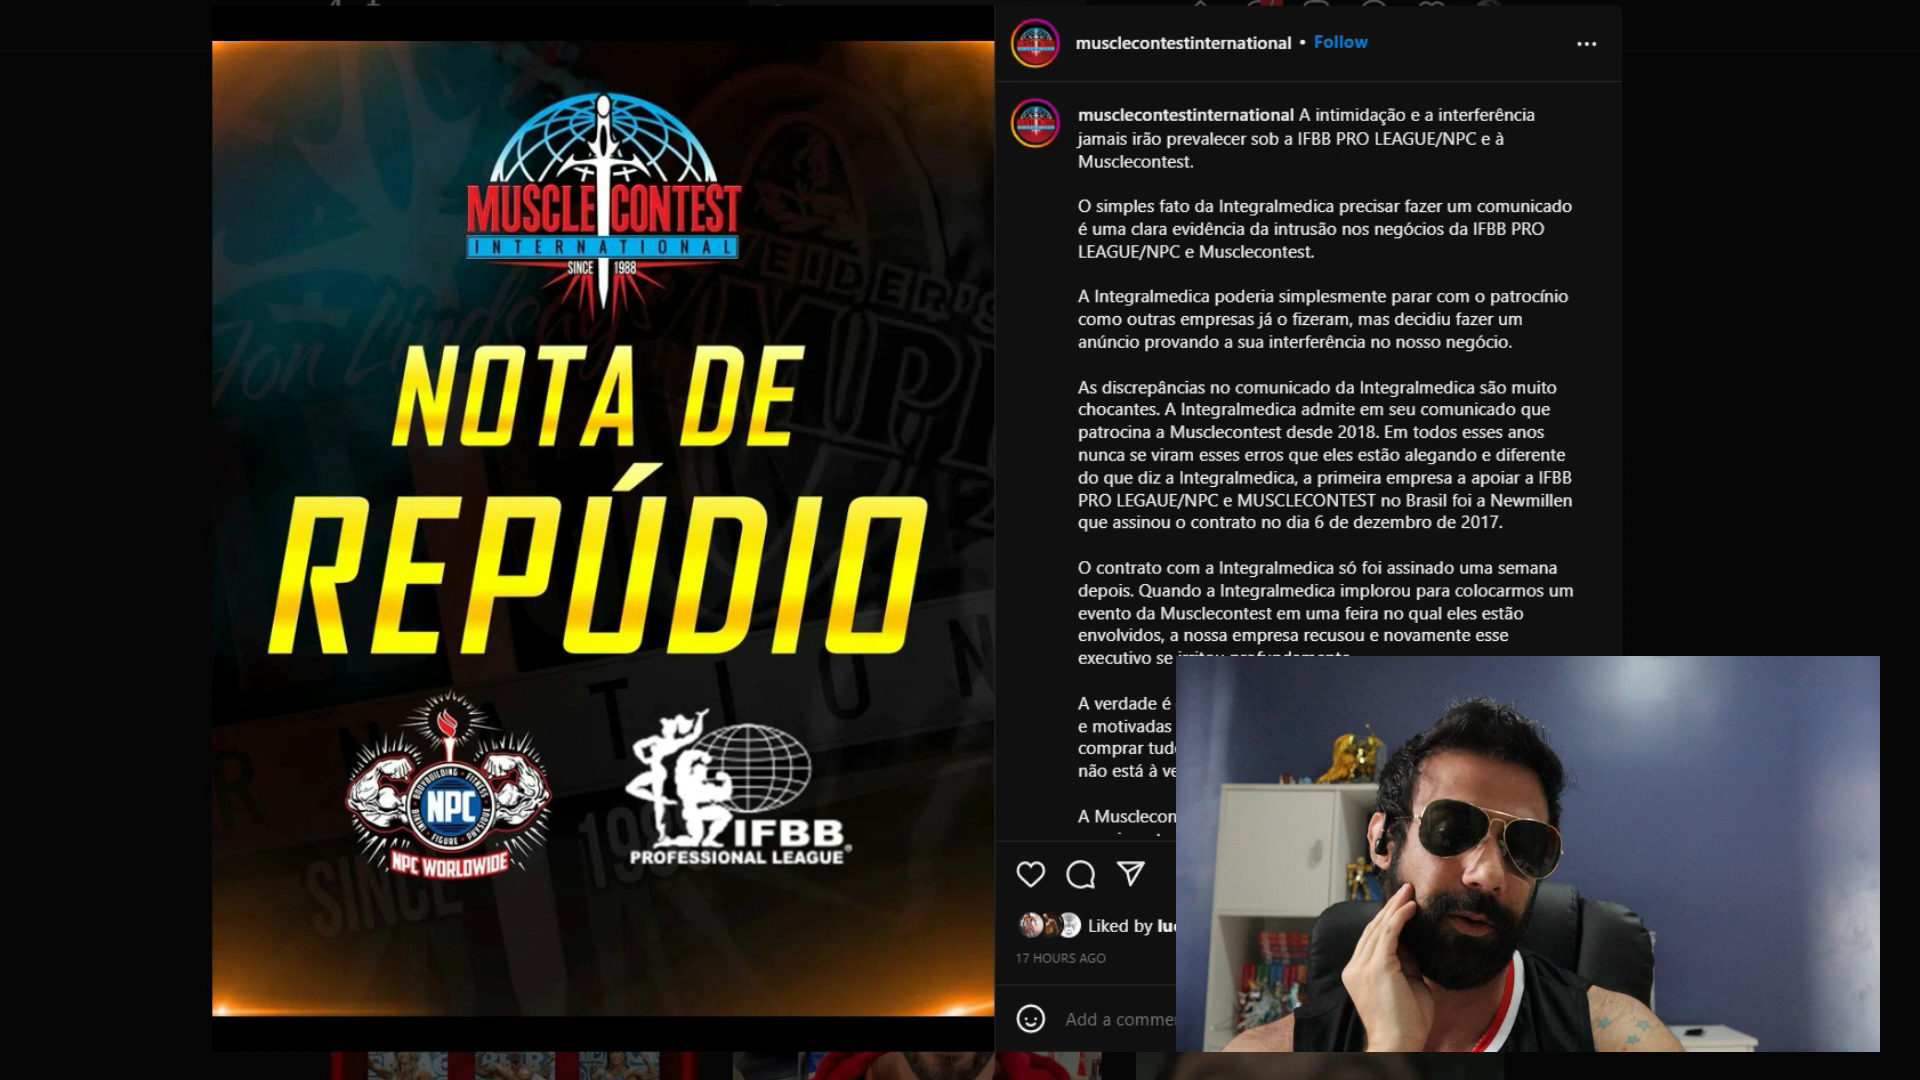 MUSCLE CONTEST
INTERNATIONAL
SINCE 1988
NOTA DE
REPÚDIO
BODYBUILDING · FITNESS
NPC
BIKINI · FIGURE · PHYSIQUE
NPC WORLDWIDE
IFBB
PROFESSIONAL LEAGUE
musclecontestinternational • Follow
musclecontestinternational A intimidação e a interferência
jamais irão prevalecer sob a IFBB PRO LEAGUE/NPC e à
Musclecontest.
O simples fato da Integralmedica precisar fazer um comunicado
é uma clara evidência da intrusão nos negócios da IFBB PRO
LEAGUE/NPC e Musclecontest.
A Integralmedica poderia simplesmente parar com o patrocínio
como outras empresas já o fizeram, mas decidiu fazer um
anúncio provando a sua interferência no nosso negócio.
As discrepâncias no comunicado da Integralmedica são muito
chocantes. A Integralmedica admite em seu comunicado que
patrocina a Musclecontest desde 2018. Em todos esses anos
nunca se viram esses erros que eles estão alegando e diferente
do que diz a Integralmedica, a primeira empresa a apoiar a IFBB
PRO LEGAUE/NPC e MUSCLECONTEST no Brasil foi a Newmillen
que assinou o contrato no dia 6 de dezembro de 2017.
O contrato com a Integralmedica só foi assinado uma semana
depois. Quando a Integralmedica implorou para colocarmos um
evento da Musclecontest em uma feira no qual eles estão
envolvidos, a nossa empresa recusou e novamente esse
executivo se
A verdade é
e motivadas
comprar tud
não está à ve
A Musclecon
Liked by lu
17 HOURS AGO
Add a comme